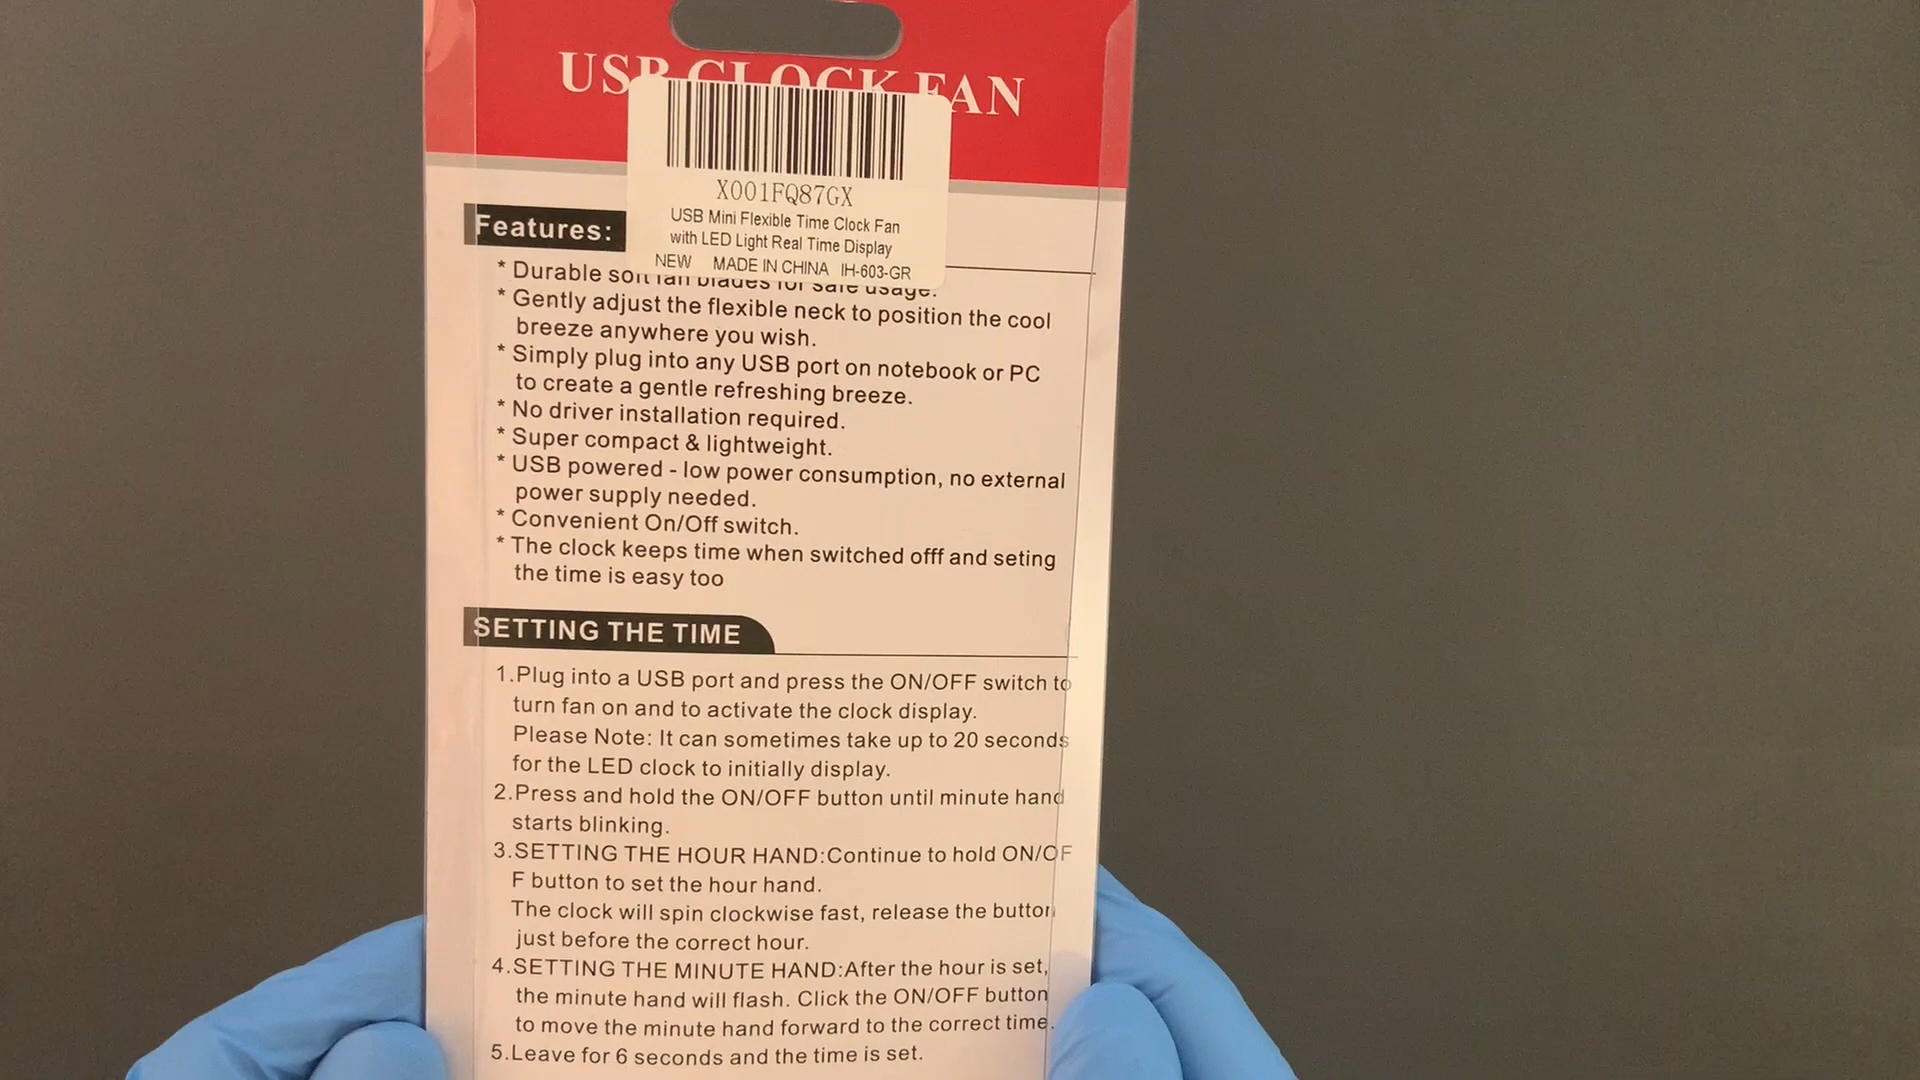 USB CLOCK FAN
X001FQ87GX
USB Mini Flexible Time Clock Fan
with LED Light Real Time Display
NEW MADE IN CHINA IH-603-GR
Features:
* Durable soft fan blades for safe usage.
* Gently adjust the flexible neck to position the cool
breeze anywhere you wish.
* Simply plug into any USB port on notebook or PC
to create a gentle refreshing breeze.
* No driver installation required.
* Super compact & lightweight.
* USB powered - low power consumption, no external
power supply needed.
* Convenient On/Off switch.
* The clock keeps time when switched offf and seting
the time is easy too
SETTING THE TIME
1.Plug into a USB port and press the ON/OFF switch to
turn fan on and to activate the clock display.
Please Note: It can sometimes take up to 20 seconds
for the LED clock to initially display.
2.Press and hold the ON/OFF button until minute hand
starts blinking.
3.SETTING THE HOUR HAND:Continue to hold ON/OF
F button to set the hour hand.
The clock will spin clockwise fast, release the button
just before the correct hour.
4.SETTING THE MINUTE HAND:After the hour is set,
the minute hand will flash. Click the ON/OFF button
to move the minute hand forward to the correct time.
5.Leave for 6 seconds and the time is set.